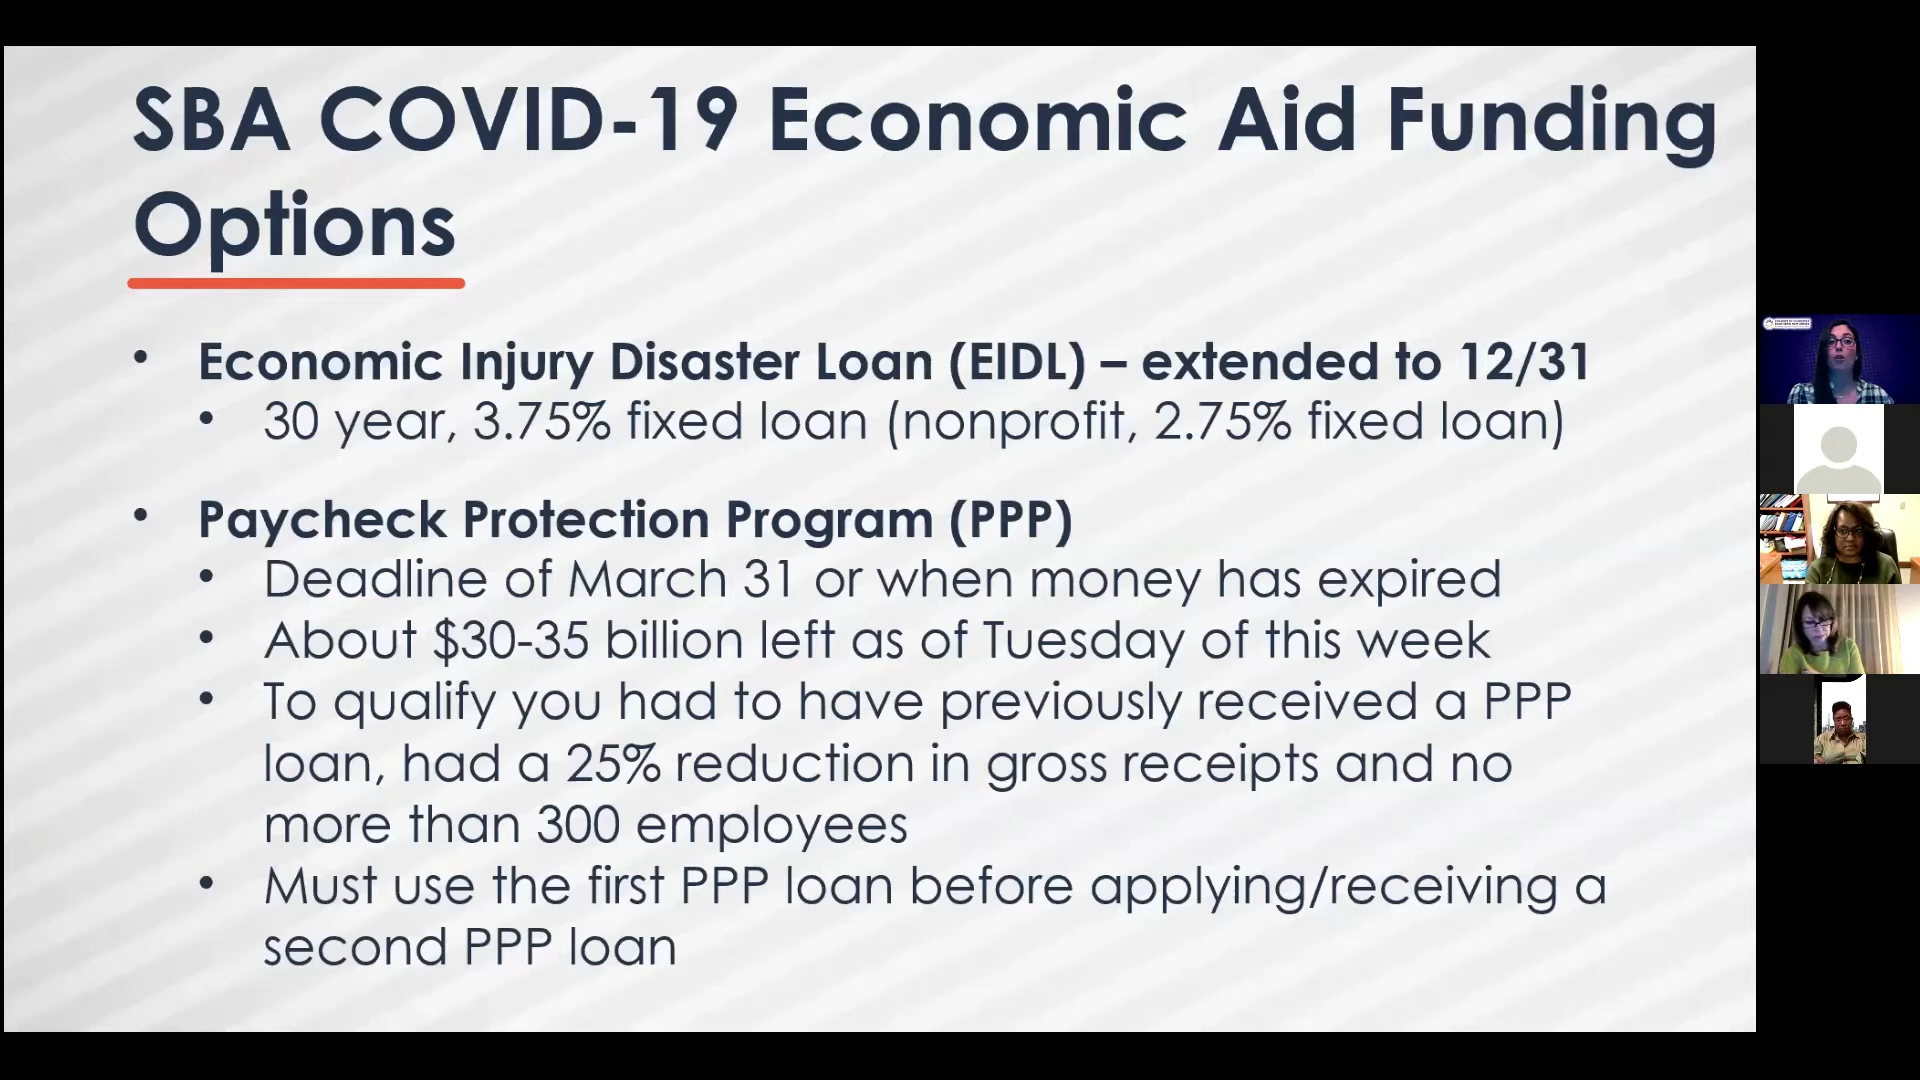 SBA COVID-19 Economic Aid Funding
Options
• Economic Injury Disaster Loan (EIDL) – extended to 12/31
• 30 year, 3.75% fixed loan (nonprofit, 2.75% fixed loan)
• Paycheck Protection Program (PPP)
• Deadline of March 31 or when money has expired
• About $30-35 billion left as of Tuesday of this week
• To qualify you had to have previously received a PPP
loan, had a 25% reduction in gross receipts and no
more than 300 employees
• Must use the first PPP loan before applying/receiving a
second PPP loan